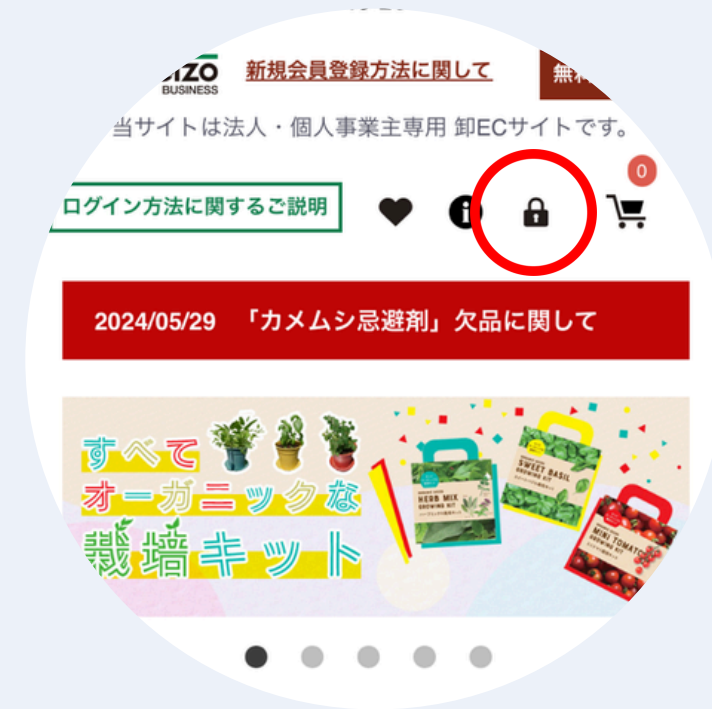 BUSINESS
新規会員登録方法に関して
当サイトは法人・個人事業主専用 卸ECサイトです。
0
ログイン方法に関するご説明
2024/05/29 「カメムシ忌避剤」欠品に関して
すべて
オーガニックな
栽培キット
HERB MIX
GROWING KIT
SWEET BASIL
GROWING KIT
MINI TOMATO
GROWING KIT